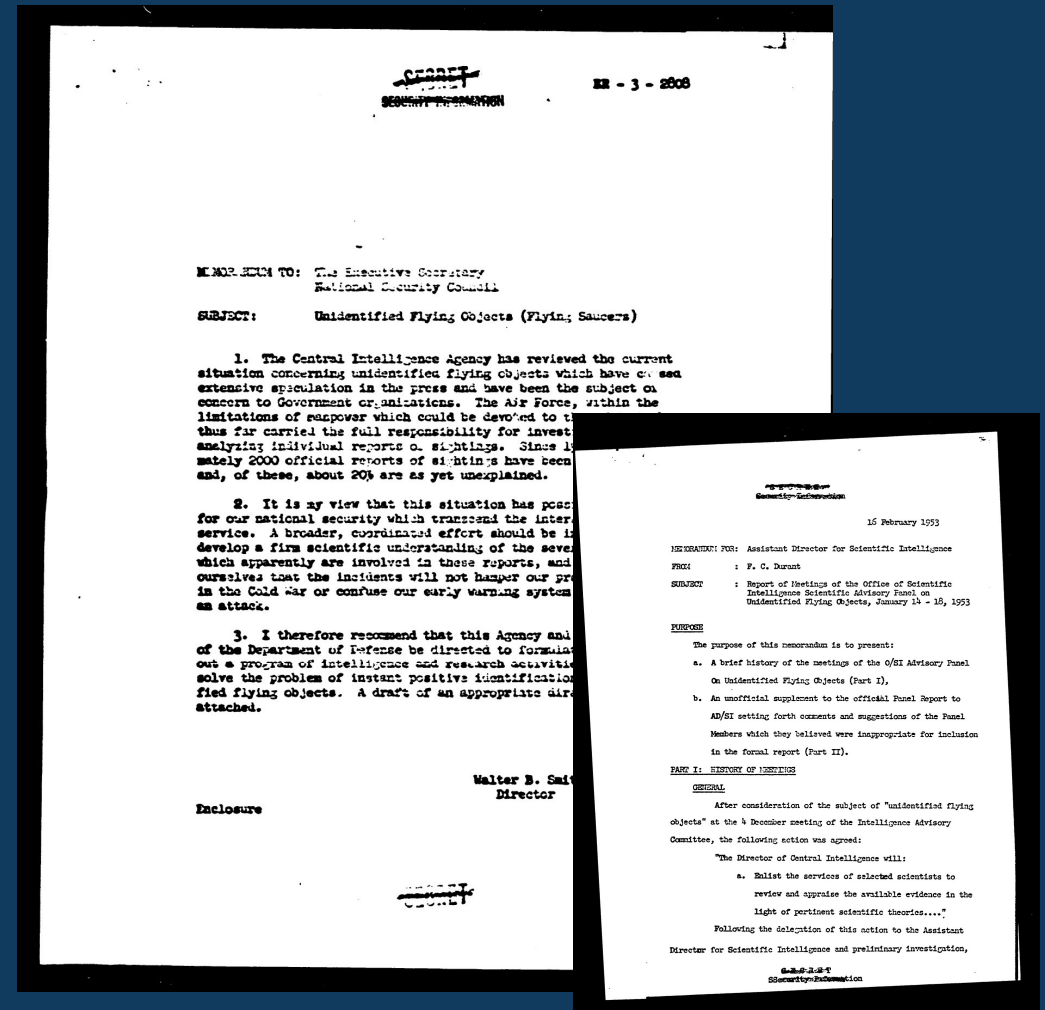 SECRET
SECURITY INFORMATION
ER - 3 - 2808
MEMORANDUM TO: The Executive Secretary
National Security Council
SUBJECT: Unidentified Flying Objects (Flying Saucers)
1. The Central Intelligence Agency has reviewed the current
situation concerning unidentified flying objects which have
extensive speculation in the press and have been the subject
concern to Government organizations. The Air Force, within the
limitations of manpower which could be devoted to
thus far carried the full responsibility for
analyzing individual reports of sightings. Since
2000 official reports of sightings have been
and, of these, about 20% are as yet unexplained.
2. It is my view that this situation has
for our national security which transcend the
service. A broader, coordinated effort should be
develop a firm scientific understanding of the
which apparently are involved in these reports, and
ourselves that the incidents will not hamper our
in the Cold War or confuse our early warning system
an attack.
3. I therefore recommend that this Agency and
of the Department of Defense be directed to
out a program of intelligence and research
solve the problem of instant positive
fied flying objects. A draft of an appropriate
attached.
Walter B. Smit
Director
Enclosure
SECRET
SECRET
Security Information
16 February 1953
MEMORANDUM FOR: Assistant Director for Scientific Intelligence
FROM : F. C. Durant
SUBJECT : Report of Meetings of the Office of Scientific
Intelligence Scientific Advisory Panel on
Unidentified Flying Objects, January 14 - 18, 1953
PURPOSE
The purpose of this memorandum is to present:
a. A brief history of the meetings of the O/SI Advisory Panel
On Unidentified Flying Objects (Part I),
b. An unofficial supplement to the official Panel Report to
AD/SI setting forth comments and suggestions of the Panel
Members which they believed were inappropriate for inclusion
in the formal report (Part II).
PART I: HISTORY OF MEETINGS
GENERAL
After consideration of the subject of "unidentified flying
objects" at the 4 December meeting of the Intelligence Advisory
Committee, the following action was agreed:
"The Director of Central Intelligence will:
a. Enlist the services of selected scientists to
review and appraise the available evidence in the
light of pertinent scientific theories...."
Following the delegation of this action to the Assistant
Director for Scientific Intelligence and preliminary investigation,
SECRET
SSecurity Information